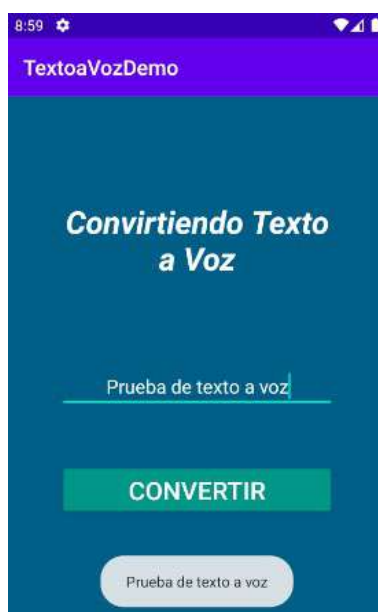 8:59
TextoaVozDemo
Convirtiendo Texto
a Voz
Prueba de texto a voz
CONVERTIR
Prueba de texto a voz